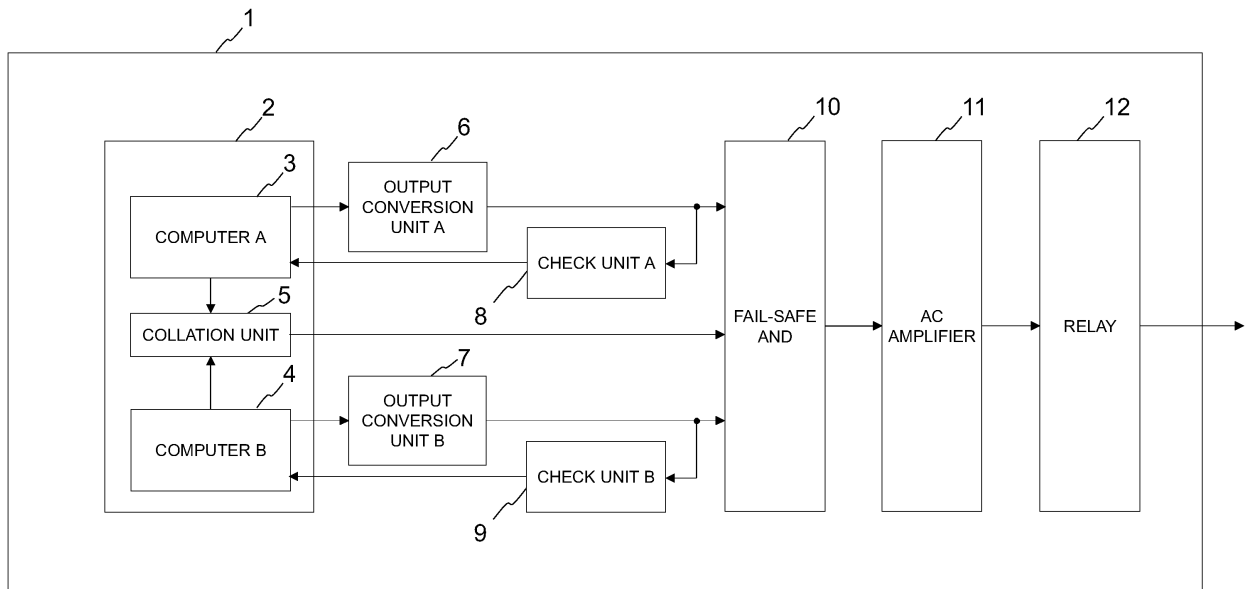 1
2
3
COMPUTER A
5
COLLATION UNIT
4
COMPUTER B
6
OUTPUT
CONVERSION
UNIT A
CHECK UNIT A
8
7
OUTPUT
CONVERSION
UNIT B
CHECK UNIT B
9
10
FAIL-SAFE
AND
11
AC
AMPLIFIER
12
RELAY